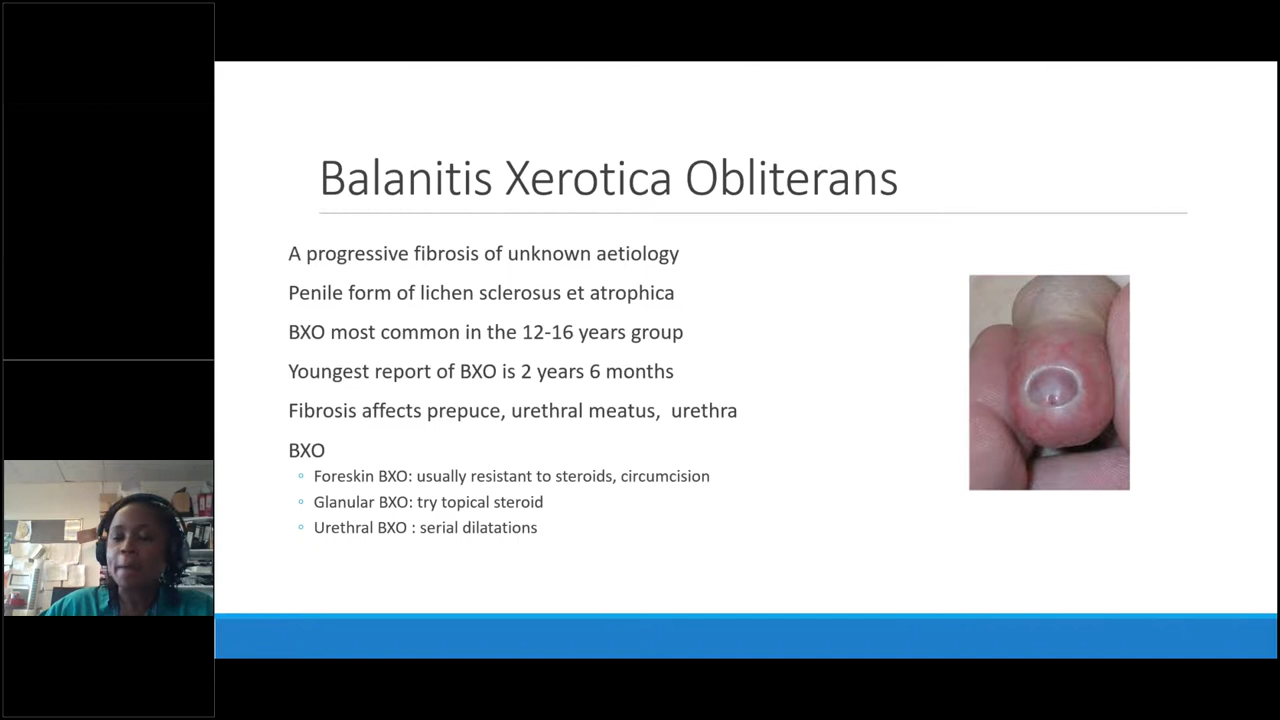 Balanitis Xerotica Obliterans
A progressive fibrosis of unknown aetiology
Penile form of lichen sclerosus et atrophica
BXO most common in the 12-16 years group
Youngest report of BXO is 2 years 6 months
Fibrosis affects prepuce, urethral meatus,  urethra
BXO
Foreskin BXO: usually resistant to steroids, circumcision
Glanular BXO: try topical steroid
Urethral BXO : serial dilatations